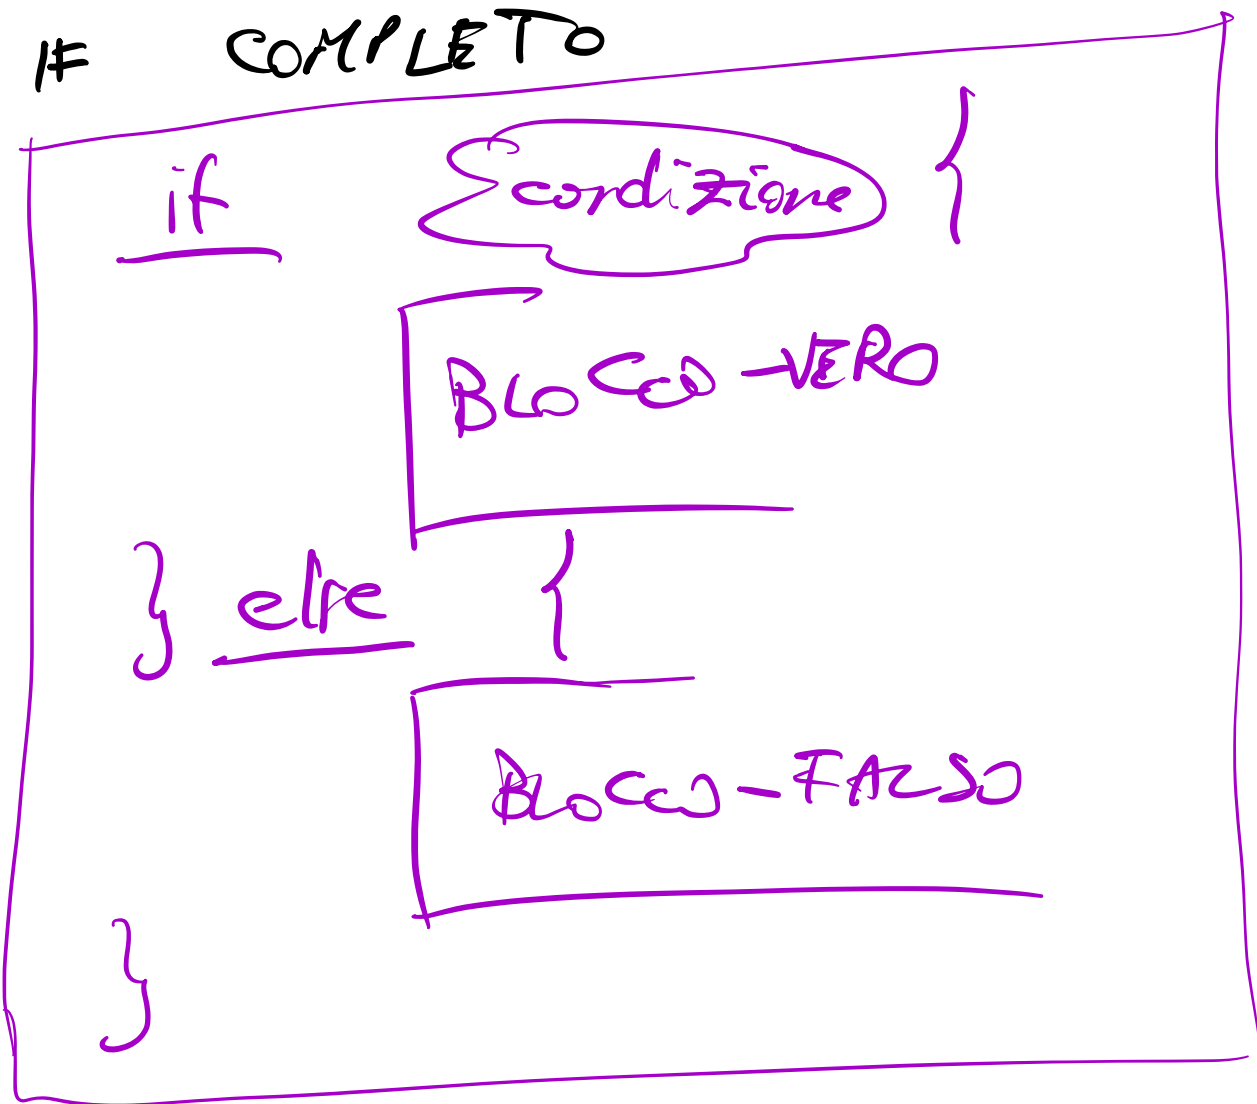 IF COMPLETO
if condizione {
BLOCCO-VERO
} else {
BLOCCO-FALSO
}